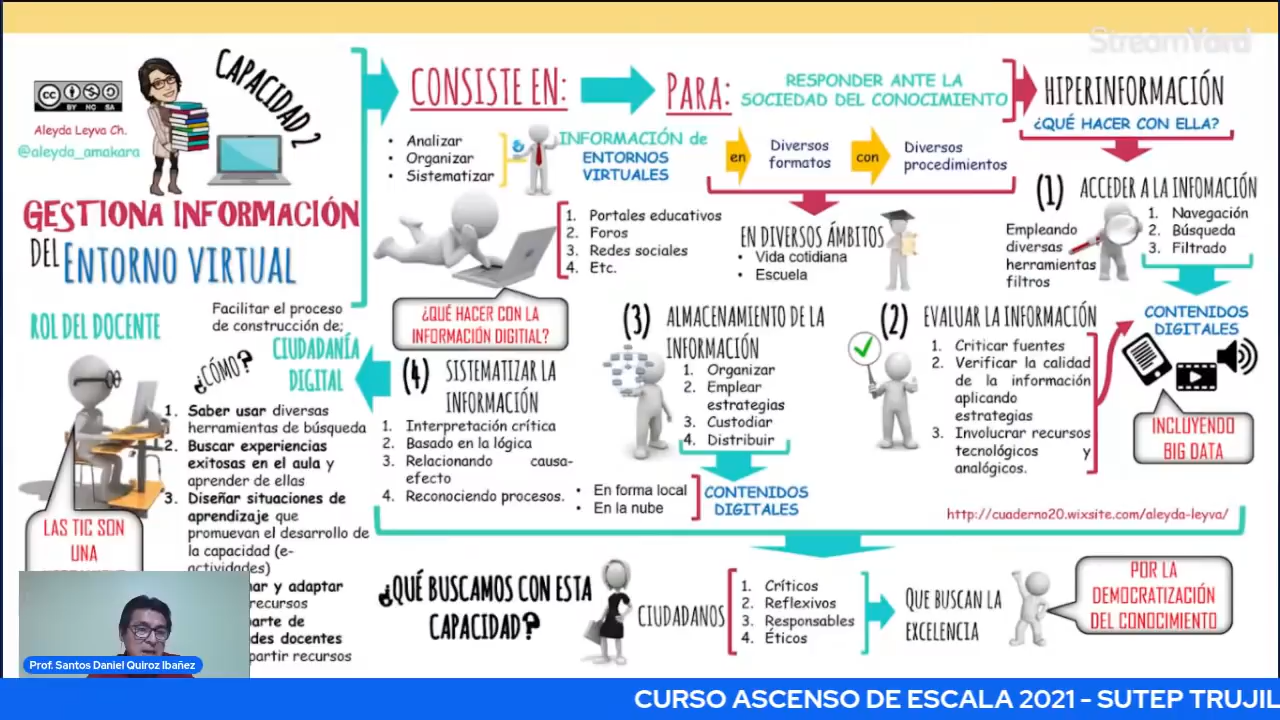 StreamYard
CAPACIDAD 2
CC BY NC SA
Aleyda Leyva Ch.
@aleyda_amakara
GESTIONA INFORMACIÓN
DEL ENTORNO VIRTUAL
CONSISTE EN:
Analizar
Organizar
Sistematizar
INFORMACIÓN de
ENTORNOS
VIRTUALES
PARA:
RESPONDER ANTE LA
SOCIEDAD DEL CONOCIMIENTO
en
Diversos
formatos
con
Diversos
procedimientos
HIPERINFORMACIÓN
¿QUÉ HACER CON ELLA?
1. Portales educativos
2. Foros
3. Redes sociales
4. Etc.
EN DIVERSOS ÁMBITOS
Vida cotidiana
Escuela
(1) ACCEDER A LA INFOMACIÓN
Empleando
diversas
herramientas
filtros
1. Navegación
2. Búsqueda
3. Filtrado
CONTENIDOS
DIGITALES
INCLUYENDO
BIG DATA
(2) EVALUAR LA INFORMACIÓN
1. Criticar fuentes
2. Verificar la calidad
de la información
aplicando
estrategias
3. Involucrar recursos
tecnológicos y
analógicos.
(3) ALMACENAMIENTO DE LA
INFORMACIÓN
1. Organizar
2. Emplear
estrategias
3. Custodiar
4. Distribuir
En forma local
En la nube
CONTENIDOS
DIGITALES
¿QUÉ HACER CON LA
INFORMACIÓN DIGITIAL?
(4) SISTEMATIZAR LA
INFORMACIÓN
1. Interpretación crítica
2. Basado en la lógica
3. Relacionando causa-
efecto
4. Reconociendo procesos.
ROL DEL DOCENTE
Facilitar el proceso
de construcción de;
CIUDADANÍA
DIGITAL
¿CÓMO?
1. Saber usar diversas
herramientas de búsqueda
2. Buscar experiencias
exitosas en el aula y
aprender de ellas
3. Diseñar situaciones de
aprendizaje que
promuevan el desarrollo de
la capacidad (e-
actividades)
y adaptar
recursos
de
docentes
recursos
LAS TIC SON
UNA
http://cuaderno20.wixsite.com/aleyda-leyva/
¿QUÉ BUSCAMOS CON ESTA
CAPACIDAD?
CIUDADANOS
1. Críticos
2. Reflexivos
3. Responsables
4. Éticos
QUE BUSCAN LA
EXCELENCIA
POR LA
DEMOCRATIZACIÓN
DEL CONOCIMIENTO
Prof. Santos Daniel Quiroz Ibañez
CURSO ASCENSO DE ESCALA 2021 - SUTEP TRUJIL